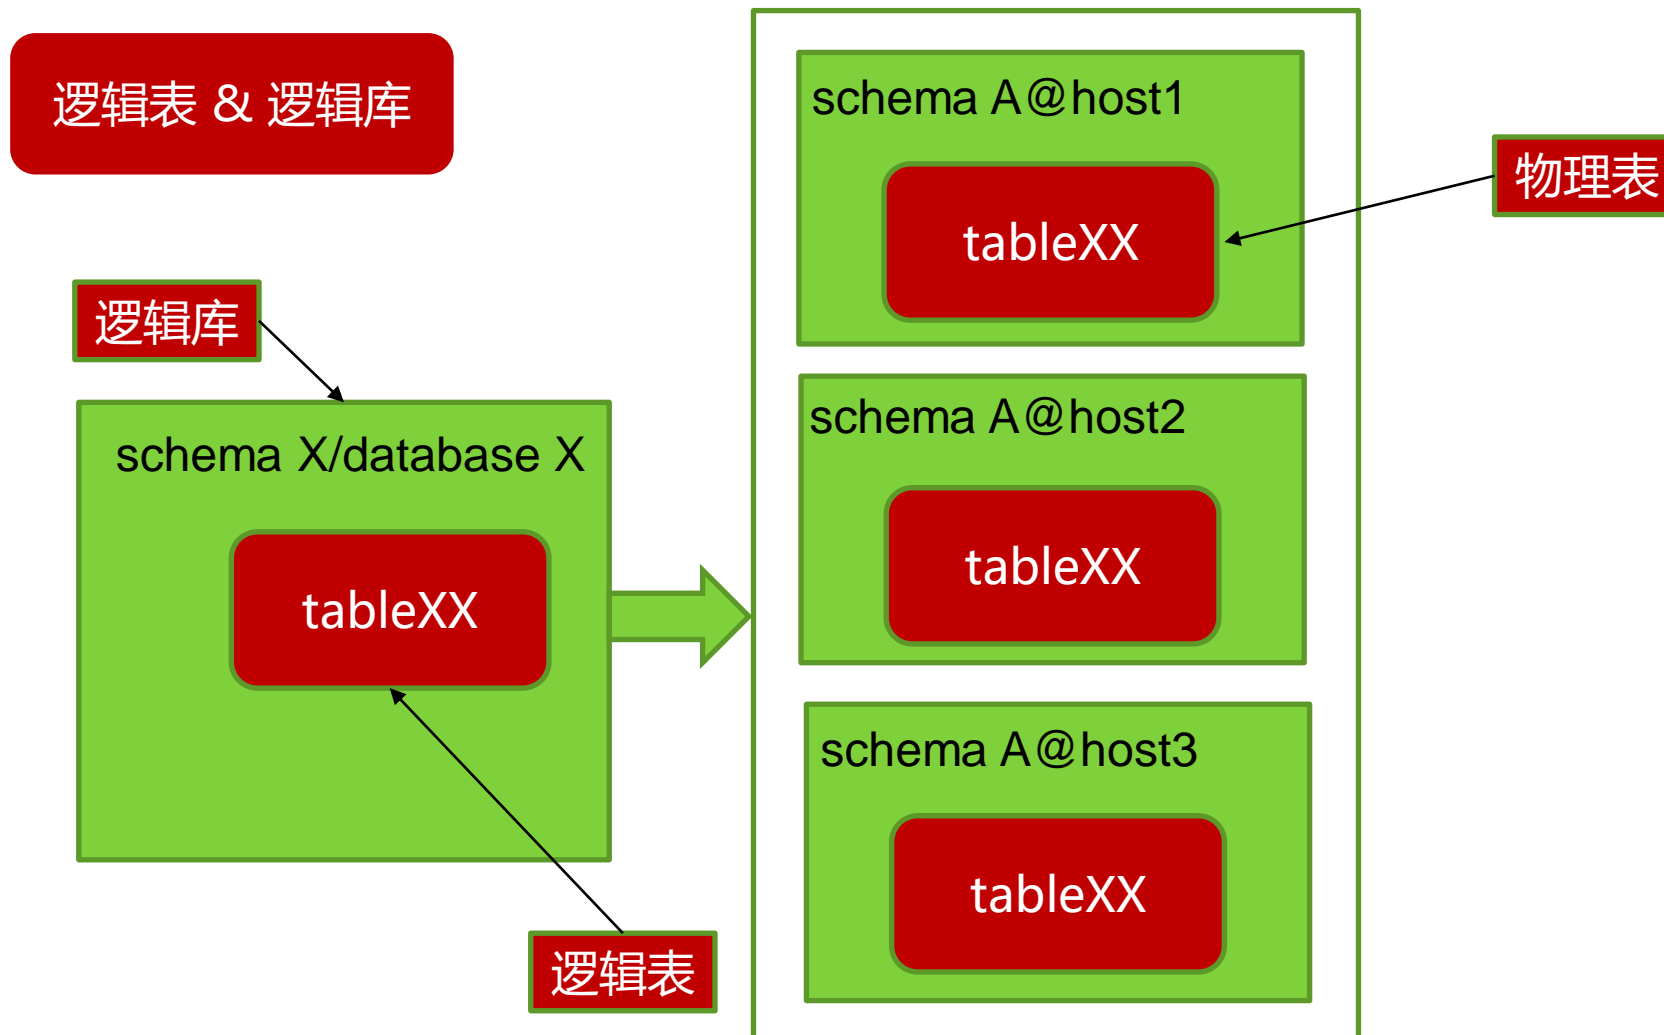 逻辑表 & 逻辑库
逻辑库
schema X/database X
tableXX
逻辑表
schema A@host1
tableXX
物理表
schema A@host2
tableXX
schema A@host3
tableXX